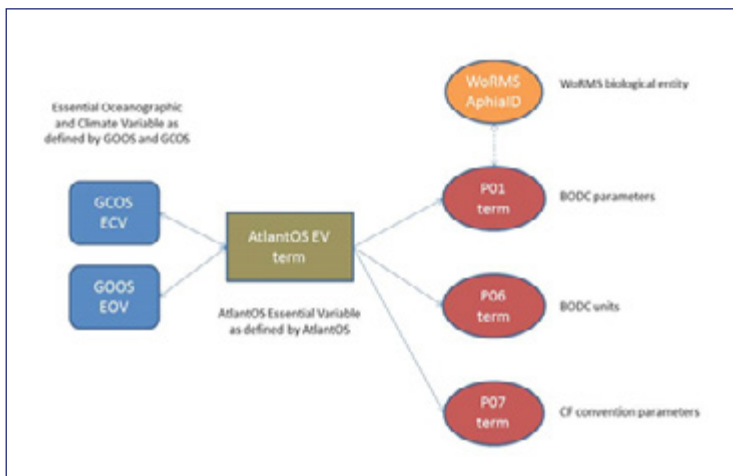 Essential Oceanographic
and Climate Variable as
defined by GOOS and GCOS
GCOS
ECV
GOOS
EOV
AtlantOS EV
term
AtlantOS Essential Variable
as defined by AtlantOS
WoRMS
AphiaID
WoRMS biological entity
P01
term
BODC parameters
P06
term
BODC units
P07
term
CF convention parameters